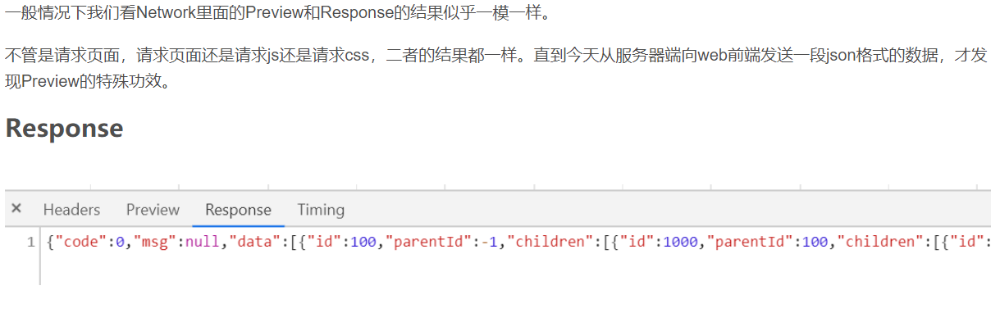 一般情况下我们看Network里面的Preview和Response的结果似乎一模一样。
不管是请求页面，请求页面还是请求js还是请求css，二者的结果都一样。直到今天从服务器端向web前端发送一段json格式的数据，才发
现Preview的特殊功效。
Response
× Headers Preview Response Timing
1 {"code":0,"msg":null,"data":[{"id":100,"parentId":-1,"children":[{"id":1000,"parentId":100,"children":[{"id":